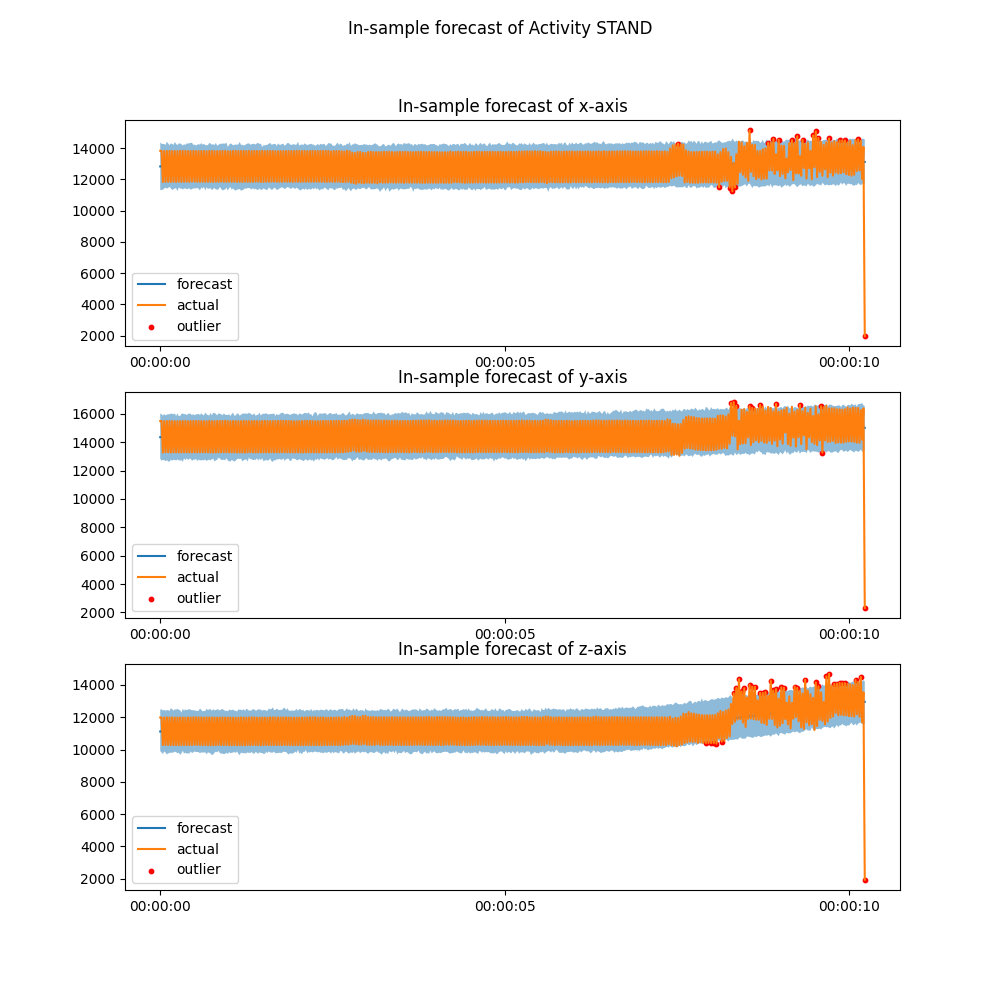 In-sample forecast of Activity STAND
In-sample forecast of x-axis
14000
12000
10000
8000
6000
4000
2000
forecast
actual
outlier
00:00:00
00:00:05
00:00:10
In-sample forecast of y-axis
16000
14000
12000
10000
8000
6000
4000
2000
forecast
actual
outlier
00:00:00
00:00:05
00:00:10
In-sample forecast of z-axis
14000
12000
10000
8000
6000
4000
2000
forecast
actual
outlier
00:00:00
00:00:05
00:00:10